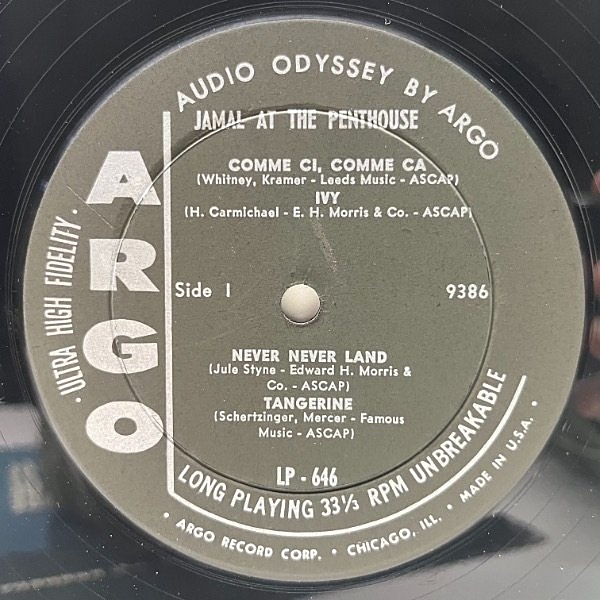 AUDIO ODYSSEY BY ARGO
JAMAL AT THE PENTHOUSE
COMME CI, COMME CA
(Whitney, Kramer - Leeds Music - ASCAP)
IVY
(H. Carmichael - E. H. Morris & Co. - ASCAP)
ARGO
· ULTRA HIGH FIDELITY ·
Side 1
9386
NEVER NEVER LAND
(Jule Styne - Edward H. Morris &
Co. - ASCAP)
TANGERINE
(Schertzinger, Mercer - Famous
Music - ASCAP)
LP - 646
LONG PLAYING 33⅓ RPM UNBREAKABLE
· ARGO RECORD CORP. · CHICAGO, ILL. · MADE IN U.S.A. ·